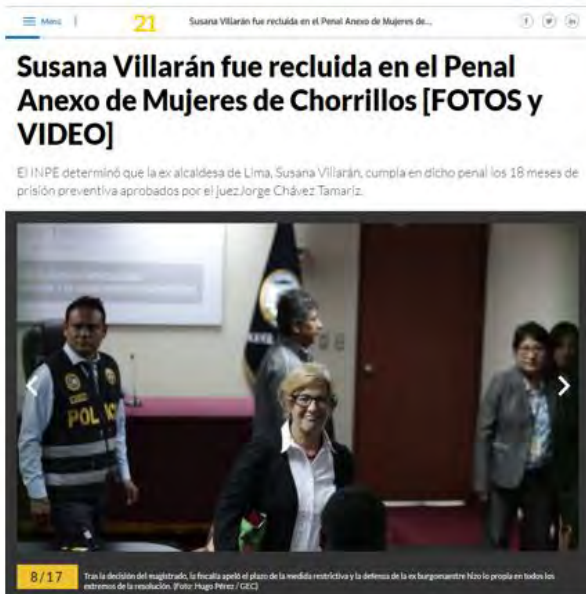 Menú
21
Susana Villarán fue recluida en el Penal Anexo de Mujeres de...
Susana Villarán fue recluida en el Penal
Anexo de Mujeres de Chorrillos [FOTOS y
VIDEO]
El INPE determinó que la ex alcaldesa de Lima, Susana Villarán, cumpla en dicho penal los 18 meses de
prisión preventiva aprobados por el juezJorge Chávez Tamariz.
POLIC
8/17
Tras la decisión del magistrado, la fiscalía apeló el plazo de la medida restrictiva y la defensa de la ex burgomaestre hizo lo propio en todos los
extremos de la resolución. (Foto: Hugo Pérez / GEC)